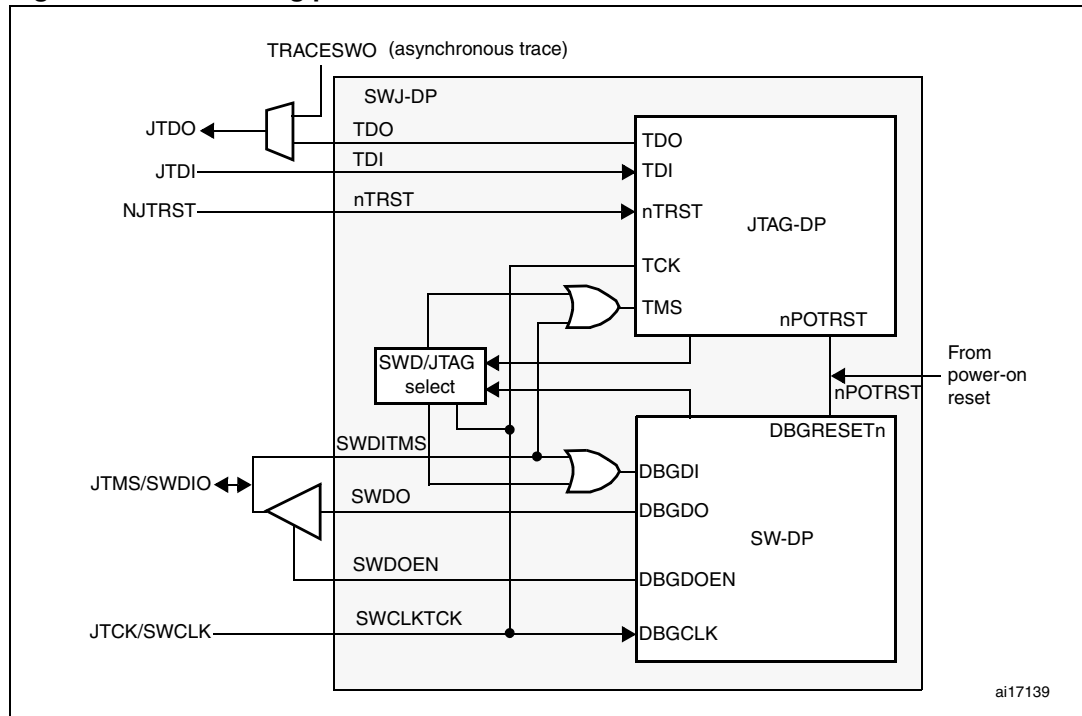 TRACESWO (asynchronous trace)
SWJ-DP
JTDO
TDO
TDO
JTDI
TDI
TDI
NJTRST
nTRST
nTRST
JTAG-DP
TCK
TMS
nPOTRST
SWD/JTAG
select
From
power-on
reset
nPOTRST
DBGRESETn
SWDITMS
JTMS/SWDIO
DBGDI
SWDO
DBGDO
SW-DP
SWDOEN
DBGDOEN
JTCK/SWCLK
SWCLKTCK
DBGCLK
ai17139